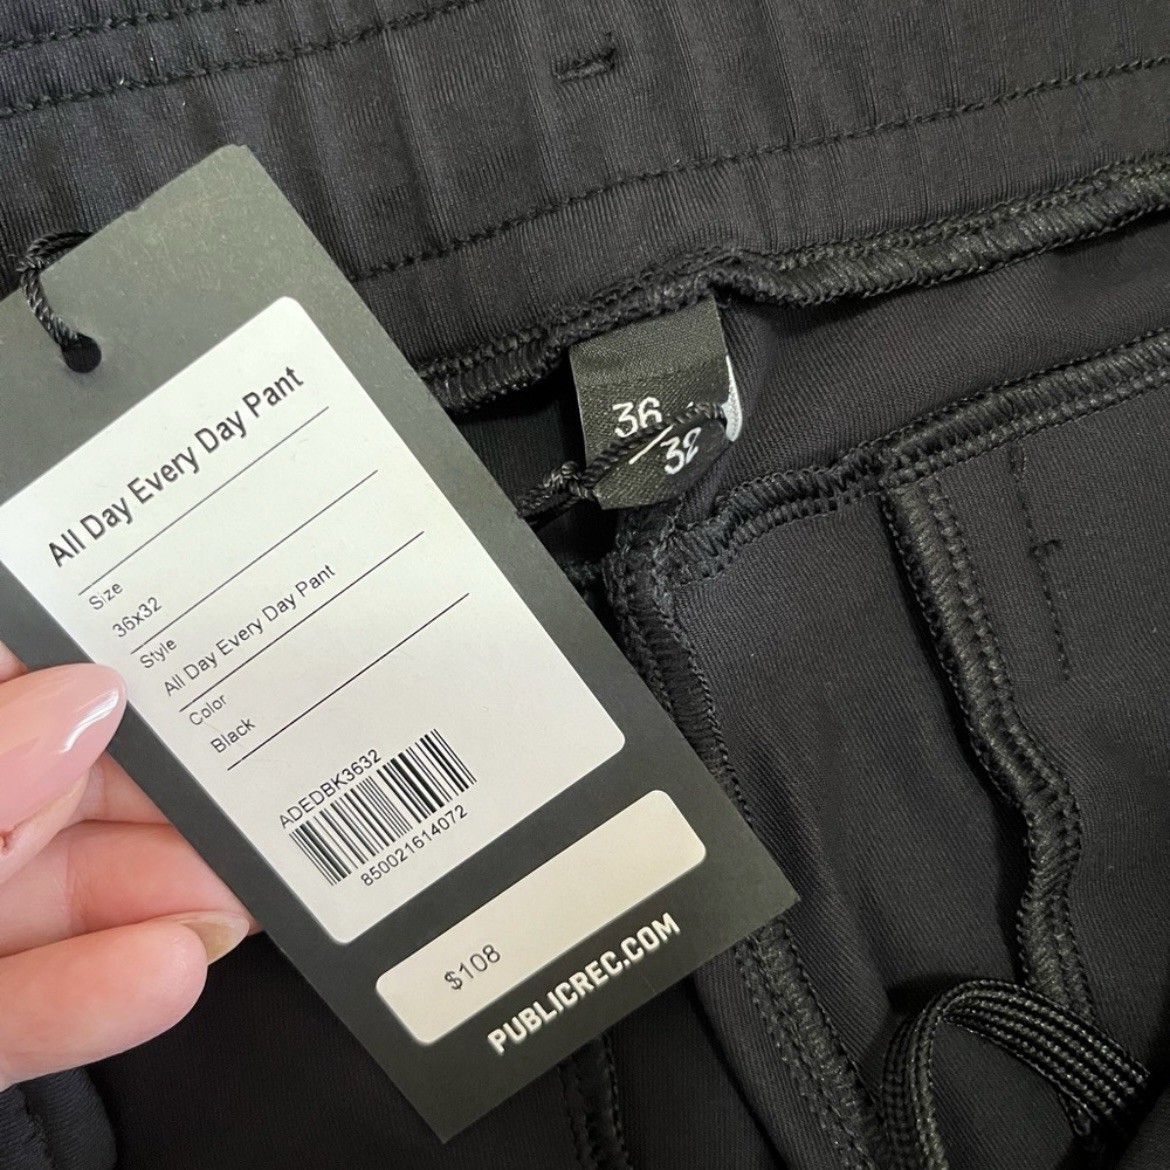 All Day Every Day Pant
Size
36x32
Style
All Day Every Day Pant
Color
Black
ADEDBK3632
850021614072
$108
PUBLICREC.COM
36
32